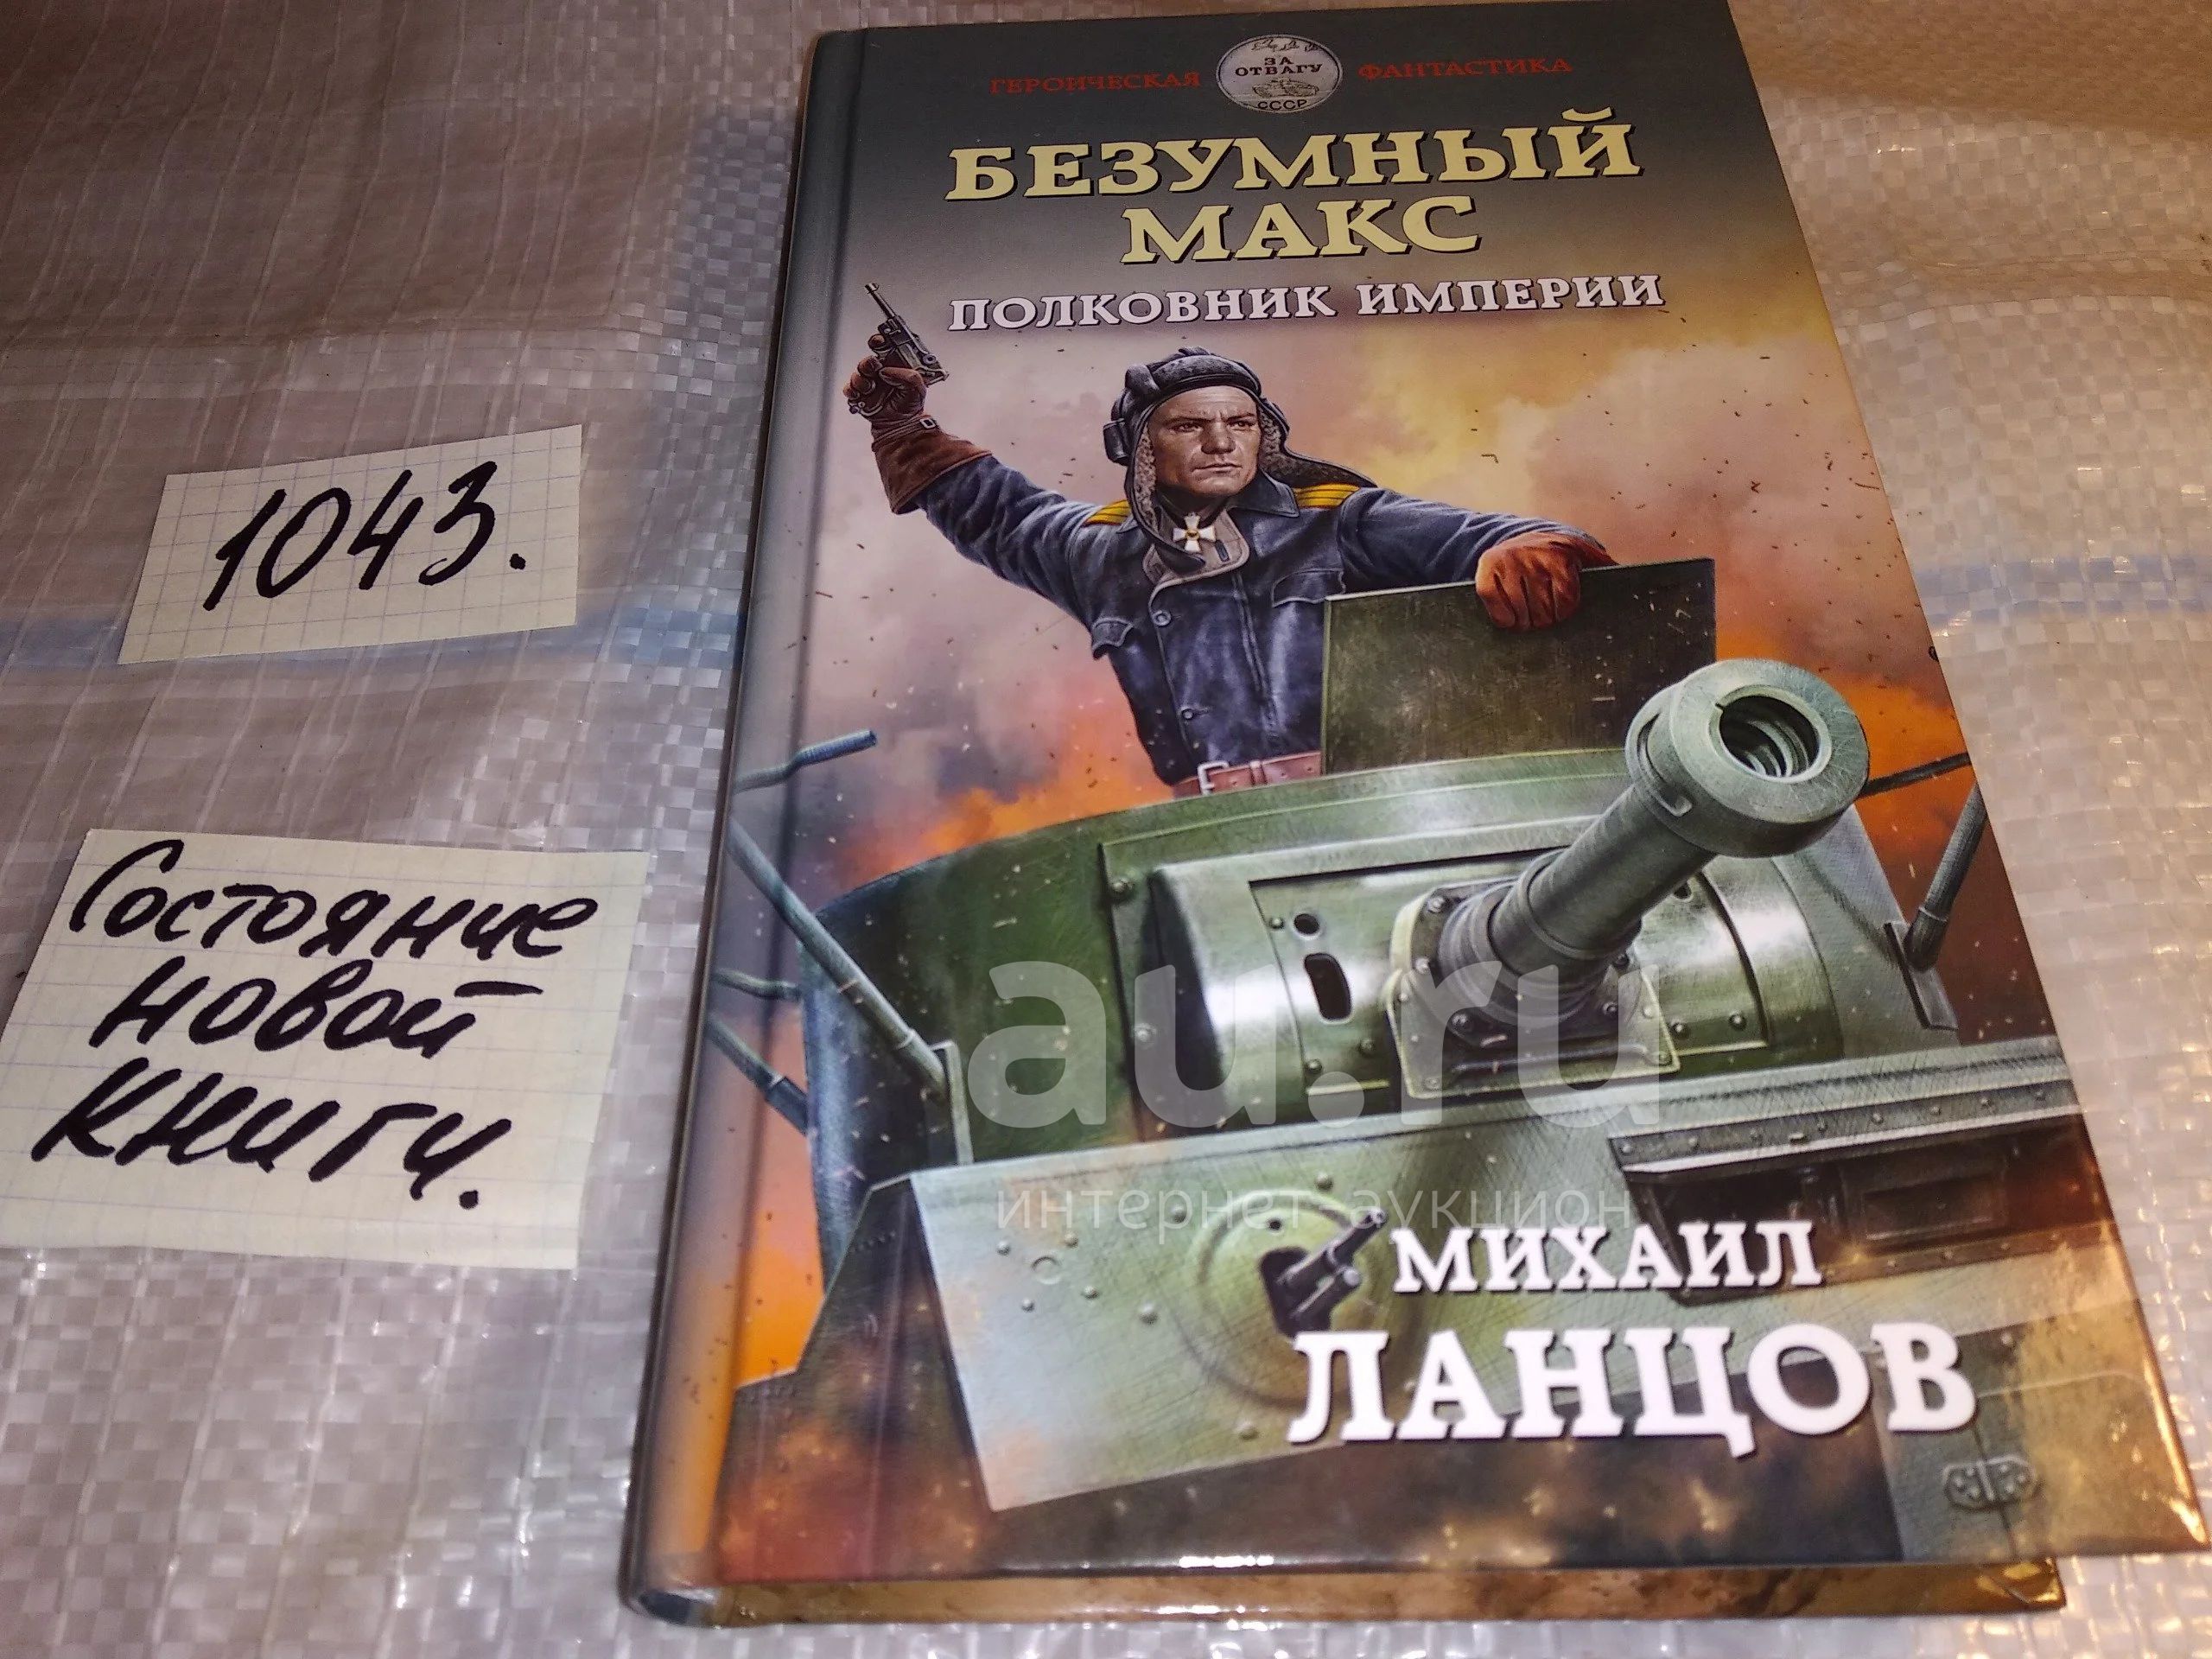 ГЕРОИЧЕСКАЯ ФАНТАСТИКА
ЗА
ОТВАГУ
СССР
БЕЗУМНЫЙ
МАКС
ПОЛКОВНИК ИМПЕРИИ
1043.
Состояние
новой
книги.
au.ru
интернет аукцион
МИХАИЛ
ЛАНЦОВ